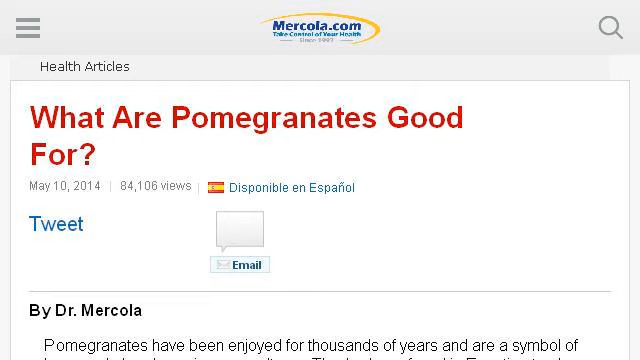 Mercola.com
Take Control of Your Health
Since 1997
Health Articles
What Are Pomegranates Good
For?
May 10, 2014 | 84,106 views | Disponible en Español
Tweet
Email
By Dr. Mercola
Pomegranates have been enjoyed for thousands of years and are a symbol of